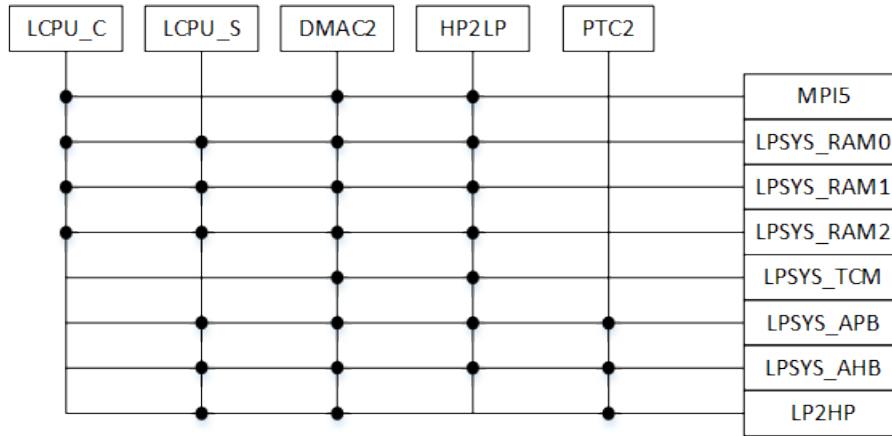 LCPU_C
LCPU_S
DMAC2
HP2LP
PTC2
MPI5
LPSYS_RAM0
LPSYS_RAM1
LPSYS_RAM2
LPSYS_TCM
LPSYS_APB
LPSYS_AHB
LP2HP